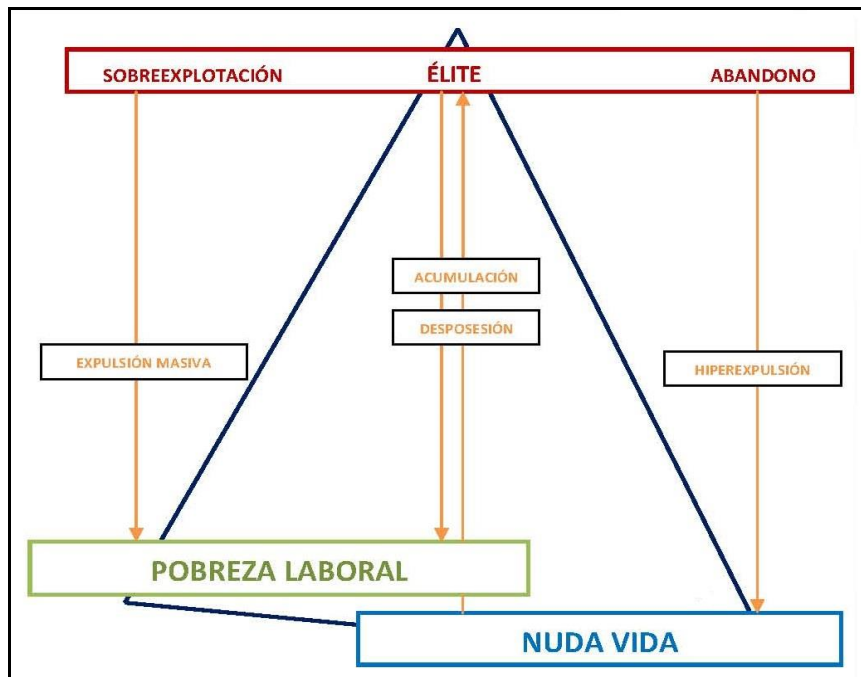 SOBREEXPLOTACIÓN ÉLITE ABANDONO
ACUMULACIÓN
DESPOSESIÓN
EXPULSIÓN MASIVA
HIPEREXPULSIÓN
POBREZA LABORAL
NUDA VIDA